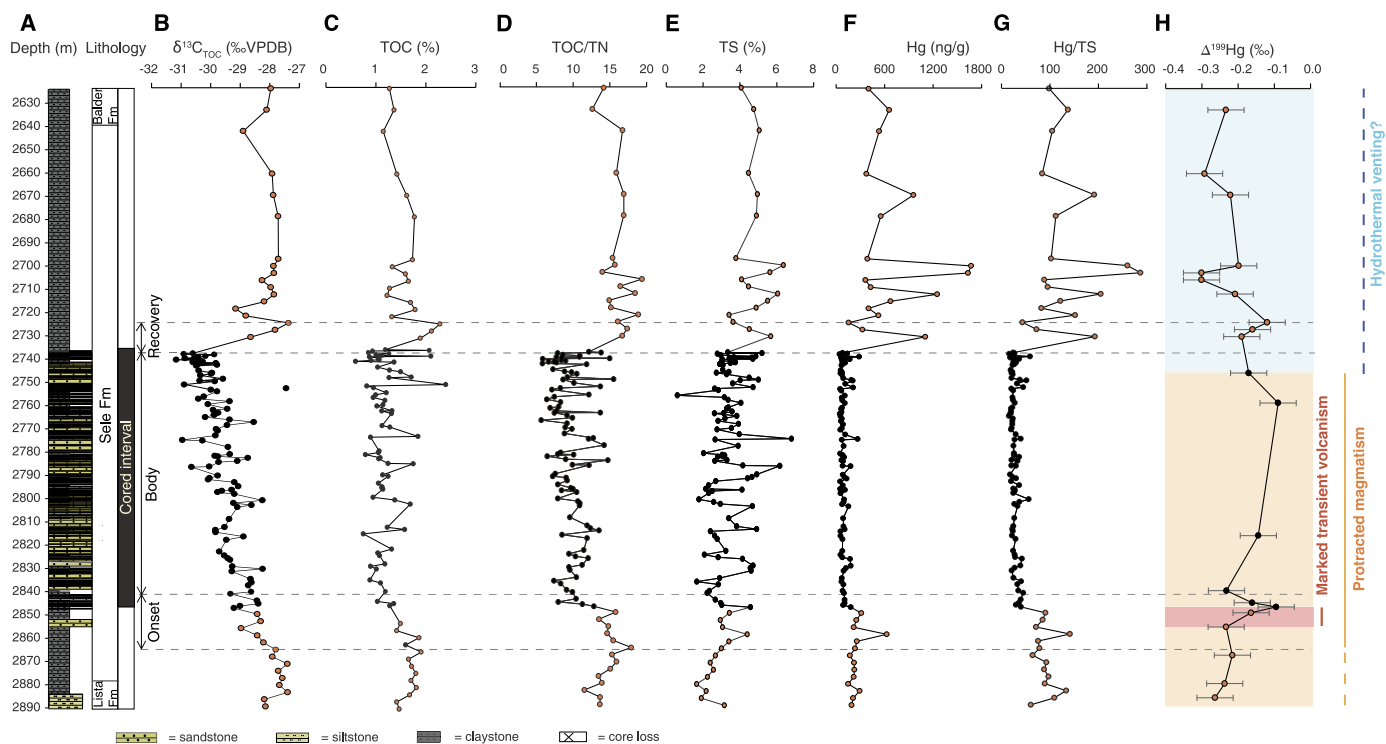 A B C D E F G H
Depth (m) Lithology δ13CTOC (‰VPDB) TOC (%) TOC/TN TS (%) Hg (ng/g) Hg/TS Δ199Hg (‰)
-32 -31 -30 -29 -28 -27 0 1 2 3 0 5 10 15 20 0 2 4 6 8 0 600 1200 1800 0 100 200 300 -0.4 -0.3 -0.2 -0.1 0.0
2630
2640
2650
2660
2670
2680
2690
2700
2710
2720
2730
2740
2750
2760
2770
2780
2790
2800
2810
2820
2830
2840
2850
2860
2870
2880
2890
Balder
Fm
Sele Fm
Lista
Fm
Cored interval
Recovery
Body
Onset
Hydrothermal venting?
Marked transient volcanism
Protracted magmatism
= sandstone = siltstone = claystone = core loss